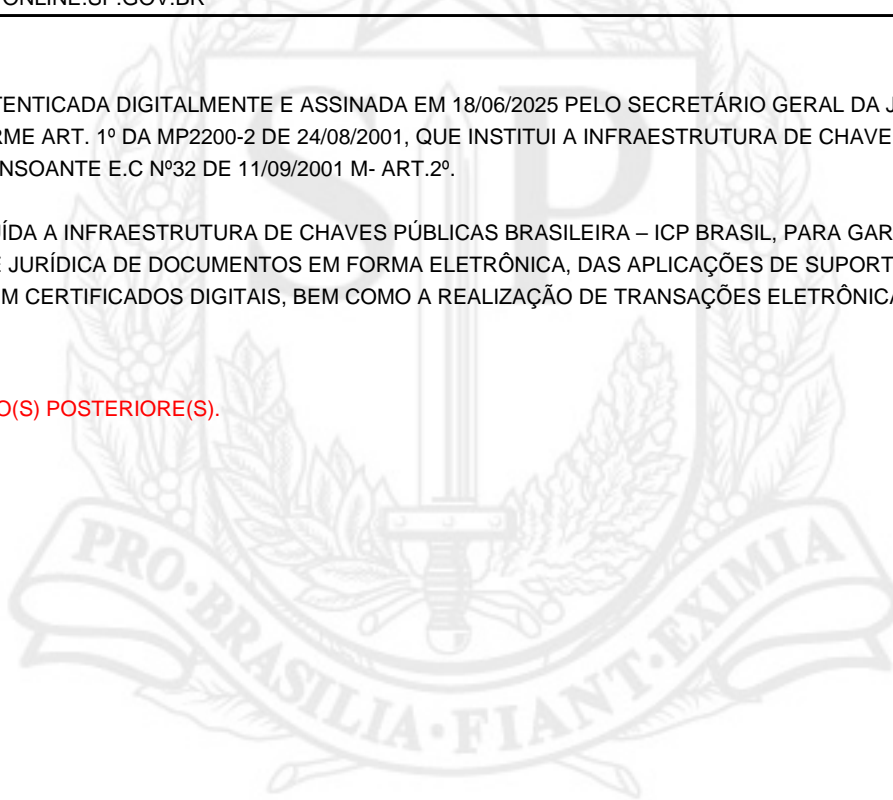 ONLINE.SP.GOV.BR
TENTICADA DIGITALMENTE E ASSINADA EM 18/06/2025 PELO SECRETÁRIO GERAL DA J
RME ART. 1º DA MP2200-2 DE 24/08/2001, QUE INSTITUI A INFRAESTRUTURA DE CHAVE
NSOANTE E.C Nº32 DE 11/09/2001 M- ART.2º.
UÍDA A INFRAESTRUTURA DE CHAVES PÚBLICAS BRASILEIRA – ICP BRASIL, PARA GAR
E JURÍDICA DE DOCUMENTOS EM FORMA ELETRÔNICA, DAS APLICAÇÕES DE SUPORT
M CERTIFICADOS DIGITAIS, BEM COMO A REALIZAÇÃO DE TRANSAÇÕES ELETRÔNICA
O(S) POSTERIORE(S).
SP
PRO·BRASILIA·FIANT·EXIMIA